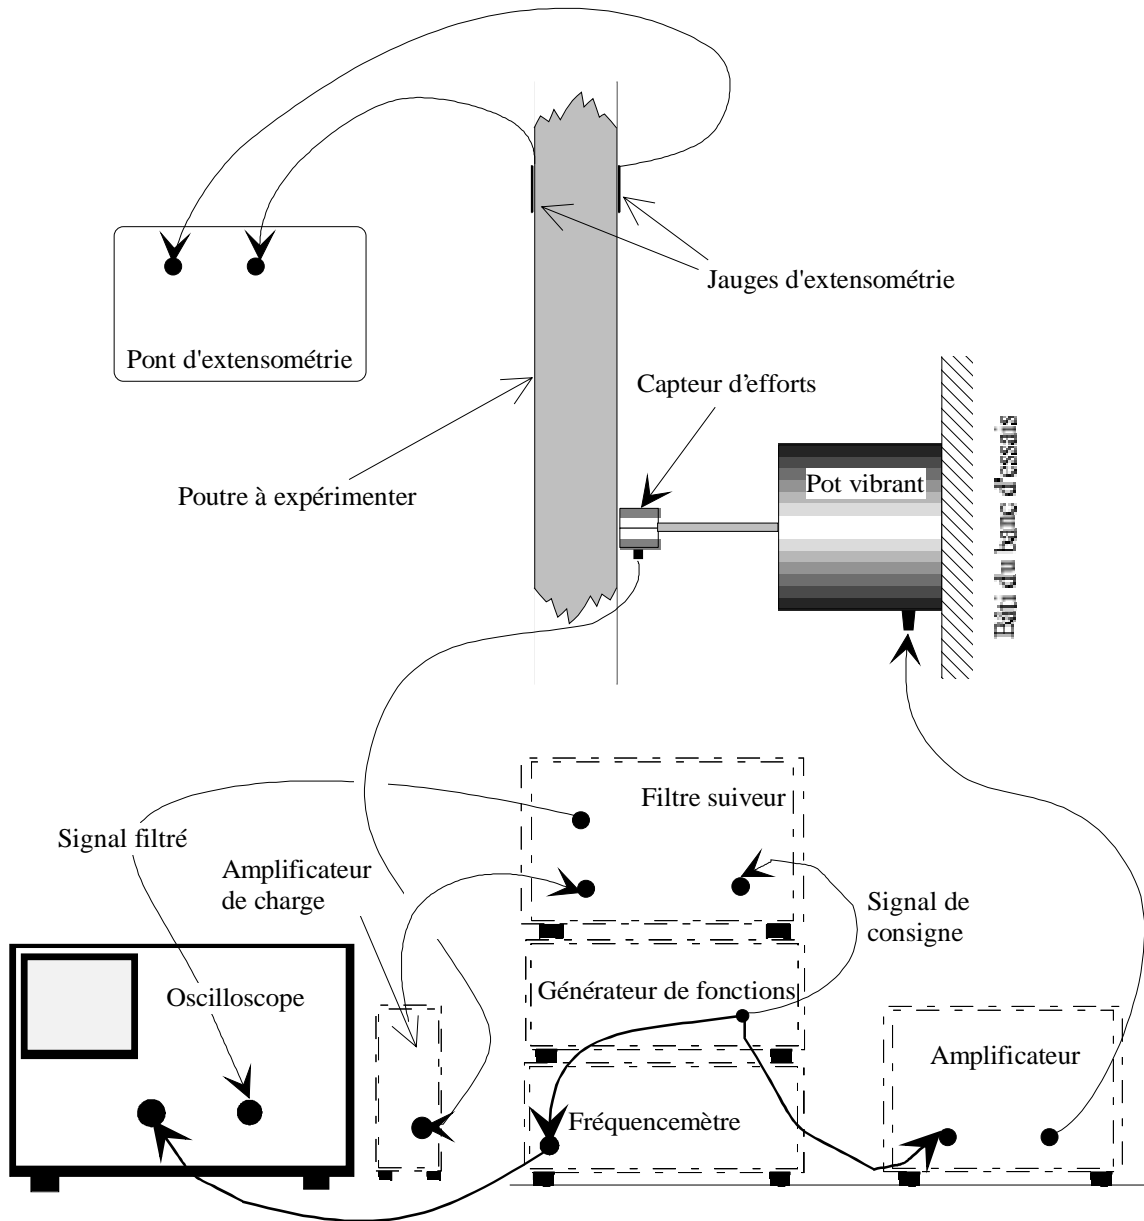 Jauges d'extensométrie
Pont d'extensométrie
Capteur d’efforts
Poutre à expérimenter
Pot vibrant
Bâti du banc d'essais
Filtre suiveur
Signal filtré
Amplificateur
de charge
Signal de
consigne
Oscilloscope
Générateur de fonctions
Amplificateur
Fréquencemètre